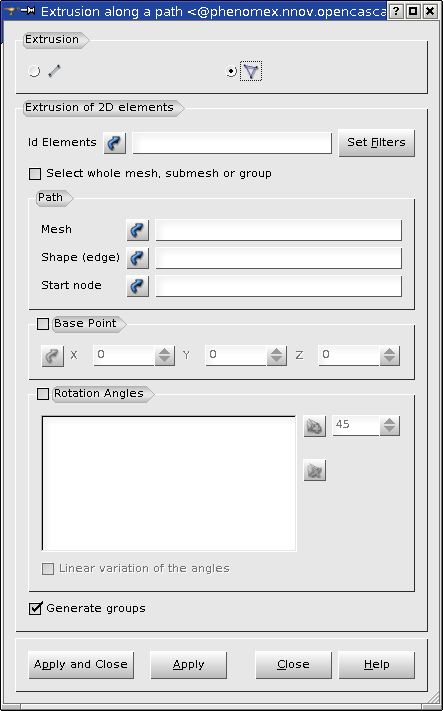 Extrusion along a path <@phenomex.nnov.opencasca
Extrusion
Extrusion of 2D elements
Id Elements
Set Filters
Select whole mesh, submesh or group
Path
Mesh
Shape (edge)
Start node
Base Point
X 0 Y 0 Z 0
Rotation Angles
45
Linear variation of the angles
Generate groups
Apply and Close Apply Close Help